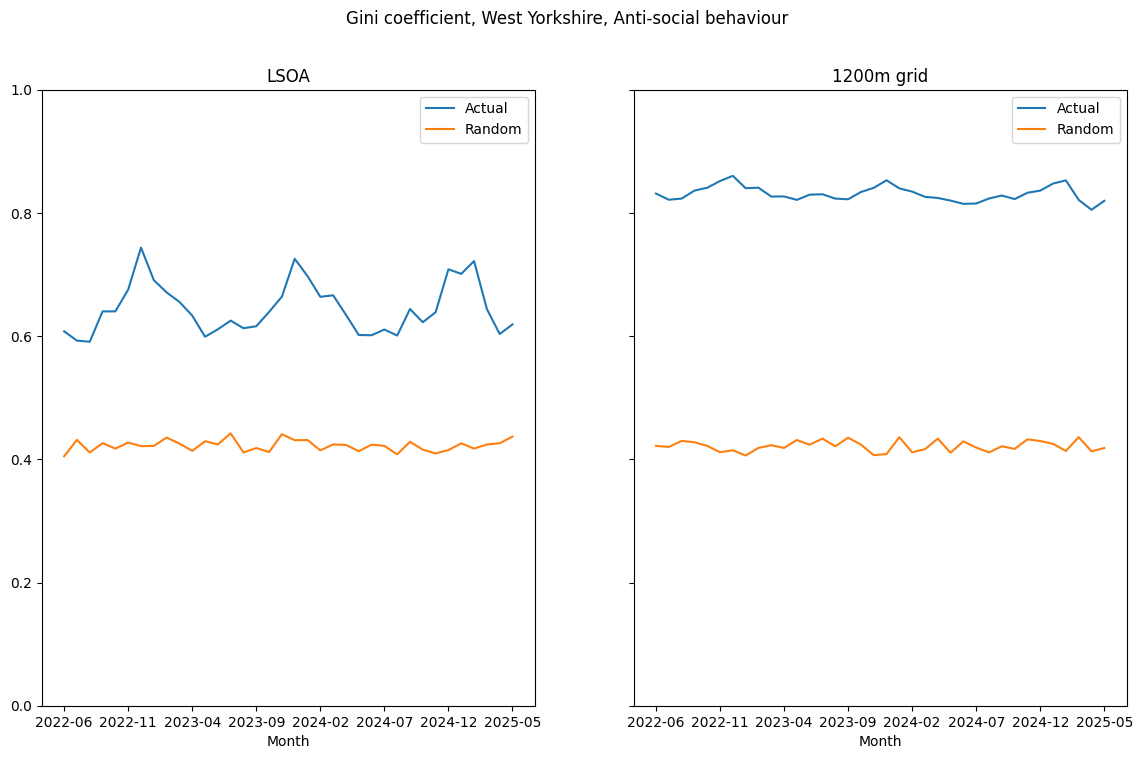 Gini coefficient, West Yorkshire, Anti-social behaviour
LSOA
1.0
0.8
0.6
0.4
0.2
0.0
Actual
Random
2022-06 2022-11 2023-04 2023-09 2024-02 2024-07 2024-12 2025-05
Month
1200m grid
Actual
Random
2022-06 2022-11 2023-04 2023-09 2024-02 2024-07 2024-12 2025-05
Month